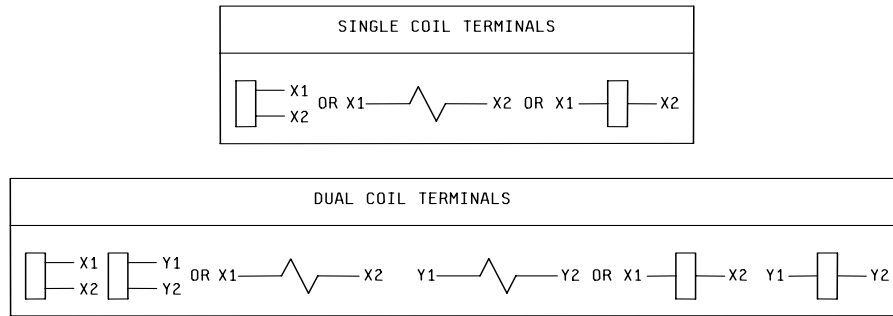 SINGLE COIL TERMINALS
X1
X2 OR X1 X2 OR X1 X2
DUAL COIL TERMINALS
X1 Y1
X2 Y2 OR X1 X2 Y1 Y2 OR X1 X2 Y1 Y2